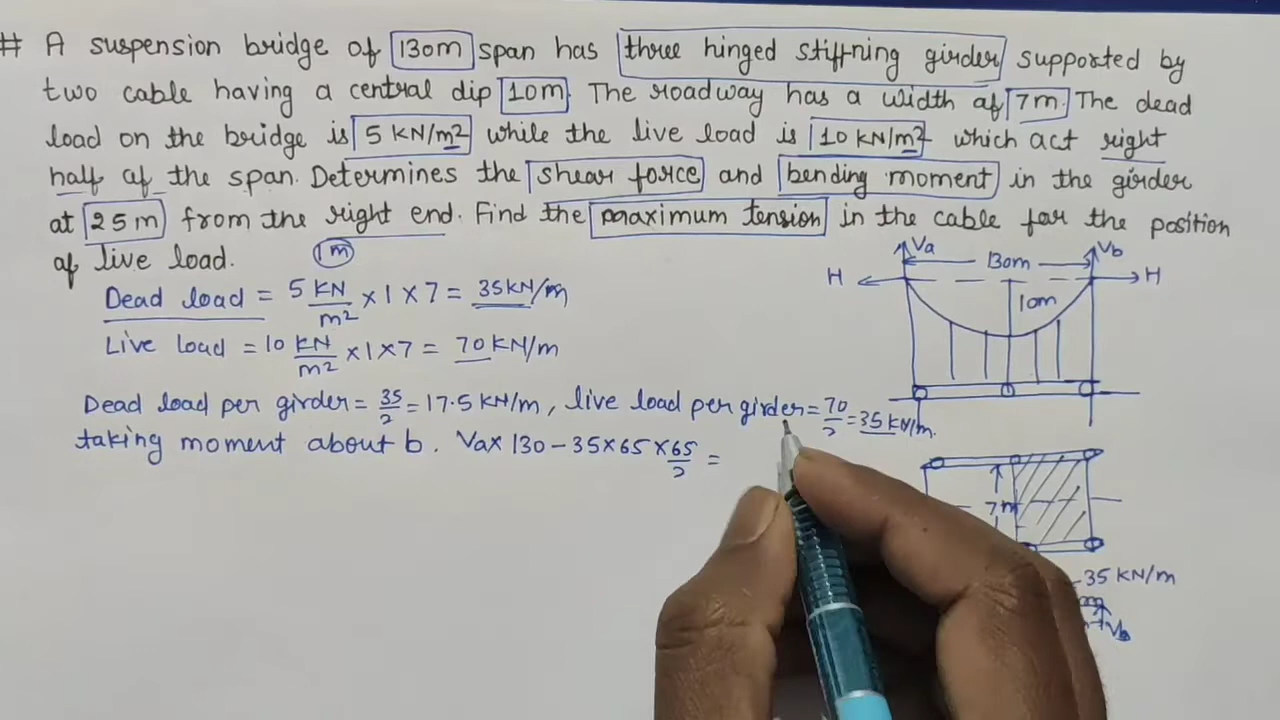 # A suspension bridge of 130m span has three hinged stiffning girder supported by
two cable having a central dip 10m. The roadway has a width of 7m. The dead
load on the bridge is 5 KN/m² while the live load is 10 KN/m² which act right
half of the span. Determines the shear force and bending moment in the girder
at 25 m from the right end. Find the maximum tension in the cable for the position
of live load. 1m
Dead load = 5 KN/m² × 1 × 7 = 35KN/m
Live load = 10 KN/m² × 1 × 7 = 70 KN/m
Dead load per girder = 35/2 = 17.5 KN/m, live load per girder = 70/2 = 35 KN/m.
taking moment about b. Va× 130 - 35×65 × 65/2 =
Va
Vb
H
130m
H
10m
7m
35 KN/m
Vb